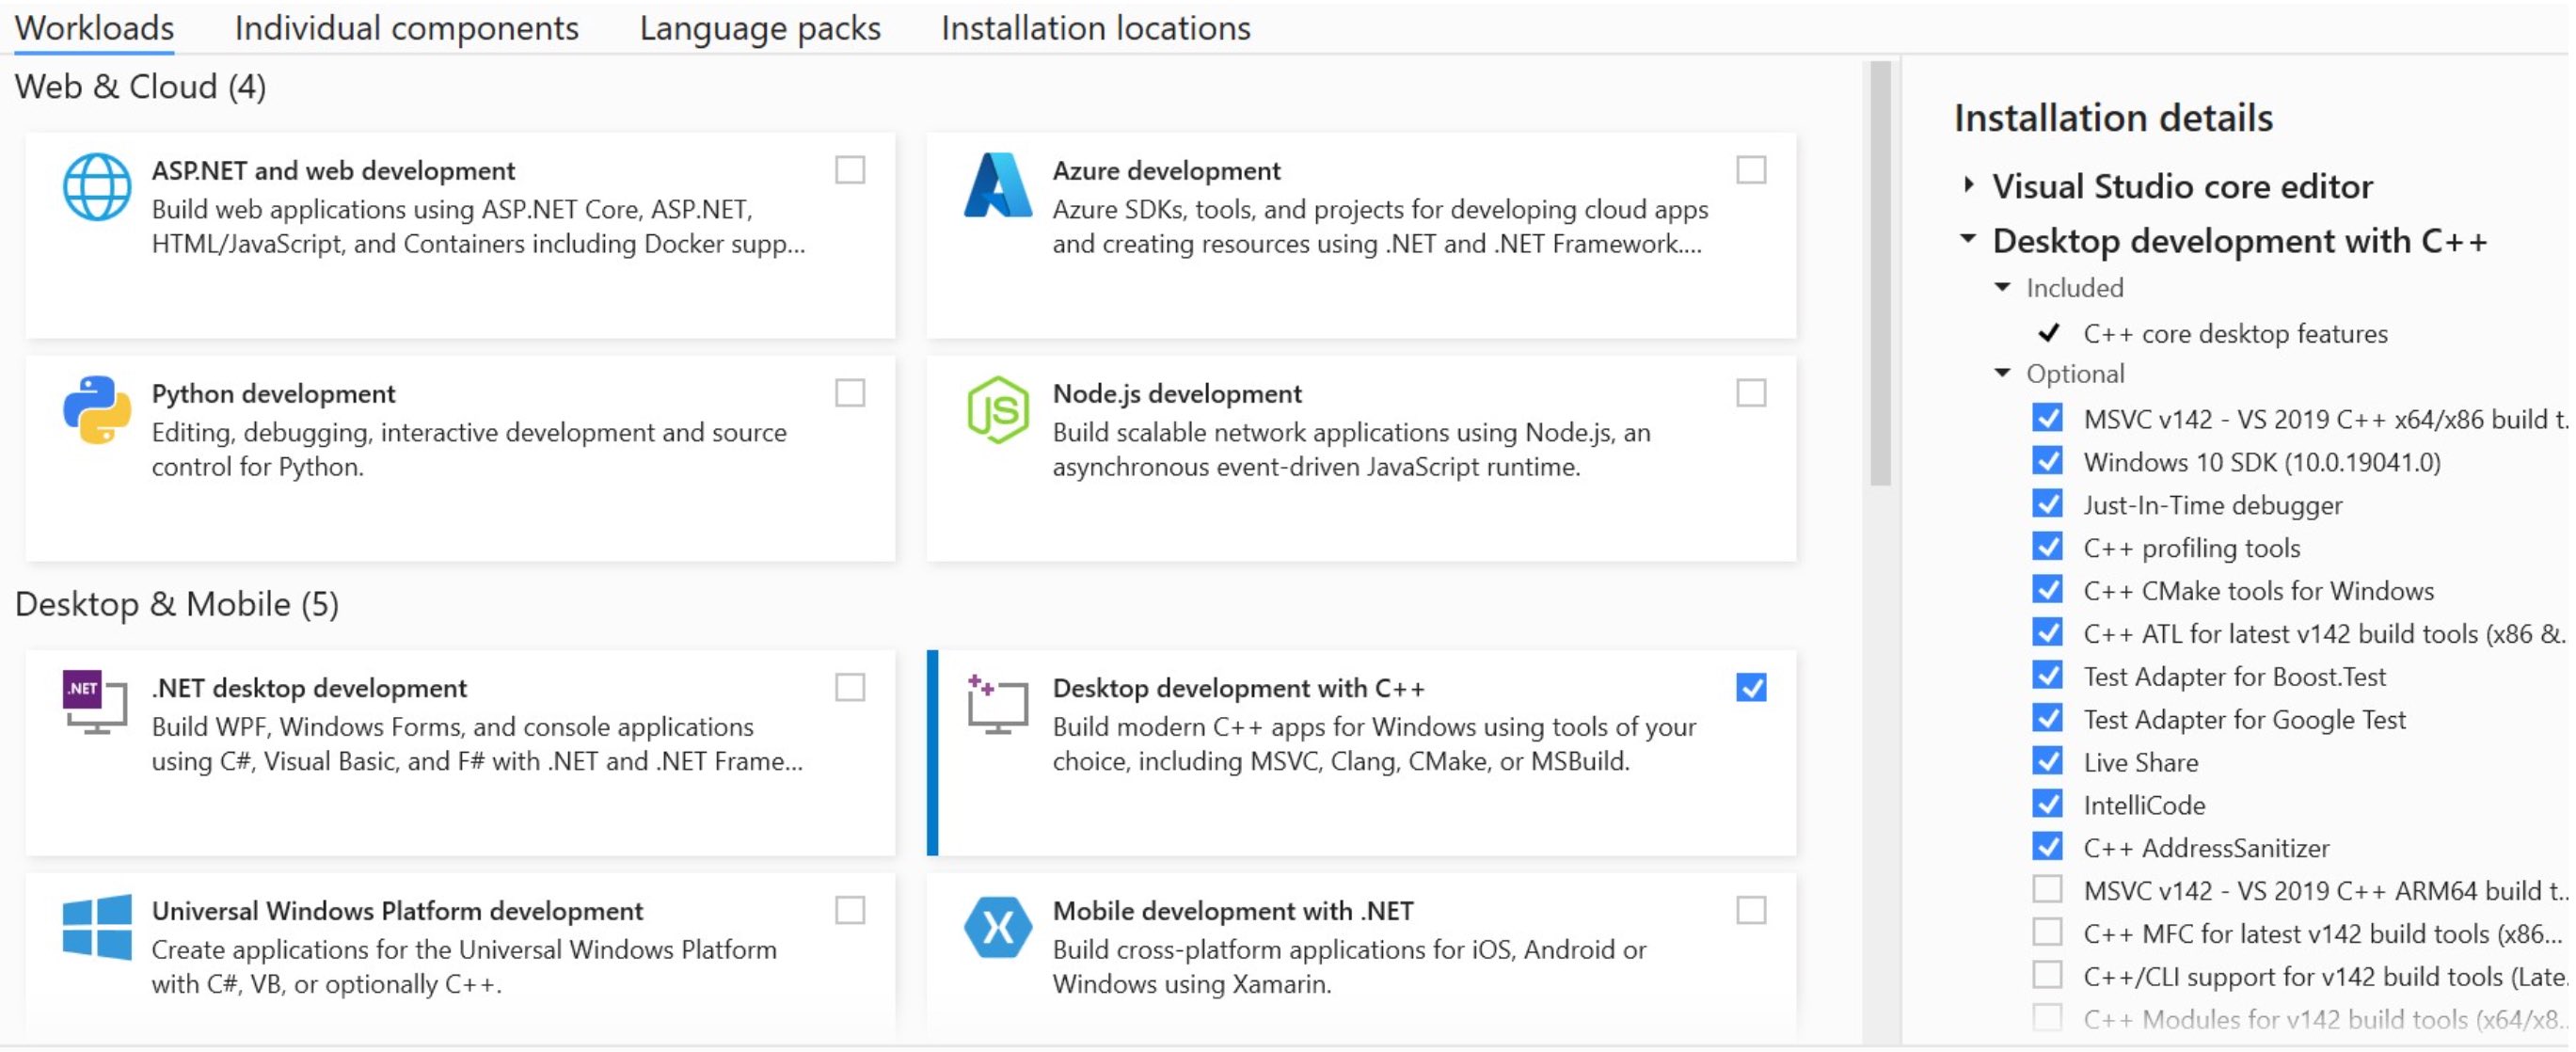 Workloads Individual components Language packs Installation locations
Web & Cloud (4)
ASP.NET and web development
Build web applications using ASP.NET Core, ASP.NET,
HTML/JavaScript, and Containers including Docker supp...
Azure development
Azure SDKs, tools, and projects for developing cloud apps
and creating resources using .NET and .NET Framework....
Python development
Editing, debugging, interactive development and source
control for Python.
JS
Node.js development
Build scalable network applications using Node.js, an
asynchronous event-driven JavaScript runtime.
Desktop & Mobile (5)
.NET
.NET desktop development
Build WPF, Windows Forms, and console applications
using C#, Visual Basic, and F# with .NET and .NET Frame...
Desktop development with C++
Build modern C++ apps for Windows using tools of your
choice, including MSVC, Clang, CMake, or MSBuild.
Universal Windows Platform development
Create applications for the Universal Windows Platform
with C#, VB, or optionally C++.
Mobile development with .NET
Build cross-platform applications for iOS, Android or
Windows using Xamarin.
Installation details
Visual Studio core editor
Desktop development with C++
Included
C++ core desktop features
Optional
MSVC v142 - VS 2019 C++ x64/x86 build t.
Windows 10 SDK (10.0.19041.0)
Just-In-Time debugger
C++ profiling tools
C++ CMake tools for Windows
C++ ATL for latest v142 build tools (x86 &.
Test Adapter for Boost.Test
Test Adapter for Google Test
Live Share
IntelliCode
C++ AddressSanitizer
MSVC v142 - VS 2019 C++ ARM64 build t..
C++ MFC for latest v142 build tools (x86...
C++/CLI support for v142 build tools (Late.
C++ Modules for v142 build tools (x64/x8..